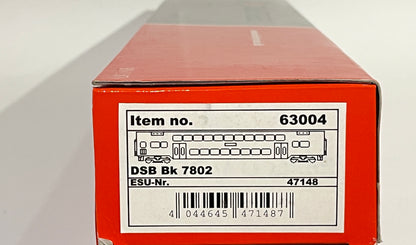 Item no. 63004
DSB Bk 7802
ESU-Nr. 47148
4 044645 471487